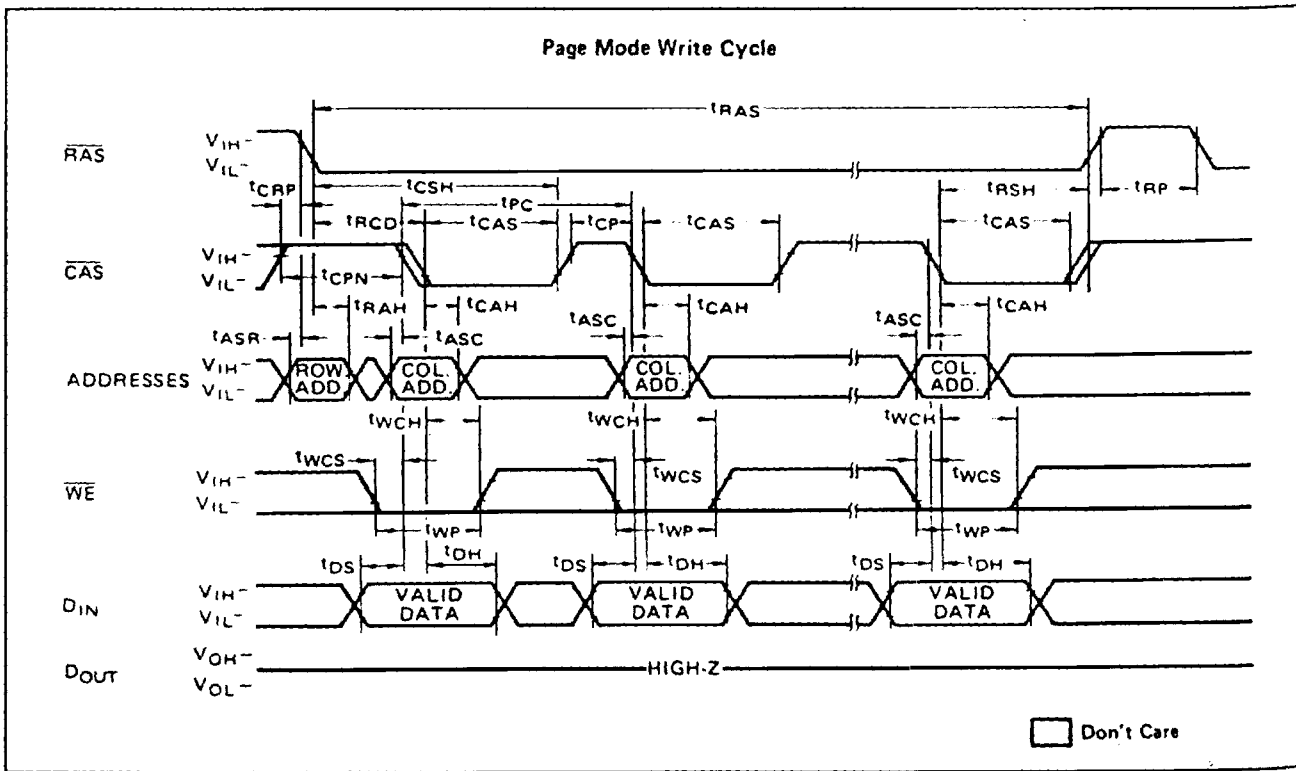 Page Mode Write Cycle
tRAS
RAS
VIH-
VIL-
tCRP
tCSH
tRSH
tRP
tPC
tRCD
tCAS
tCP
tCAS
tCAS
CAS
VIH-
VIL-
tCPN
tRAH
tCAH
tCAH
tCAH
tASR
tASC
tASC
tASC
ADDRESSES
VIH-
VIL-
ROW.
ADD.
COL.
ADD.
COL.
ADD.
COL.
ADD.
tWCH
tWCH
tWCH
tWCS
tWCS
tWCS
WE
VIH-
VIL-
tWP
tWP
tWP
tDS
tDH
tDS
tDH
tDS
tDH
DIN
VIH-
VIL-
VALID
DATA
VALID
DATA
VALID
DATA
DOUT
VOH-
VOL-
HIGH-Z
Don't Care